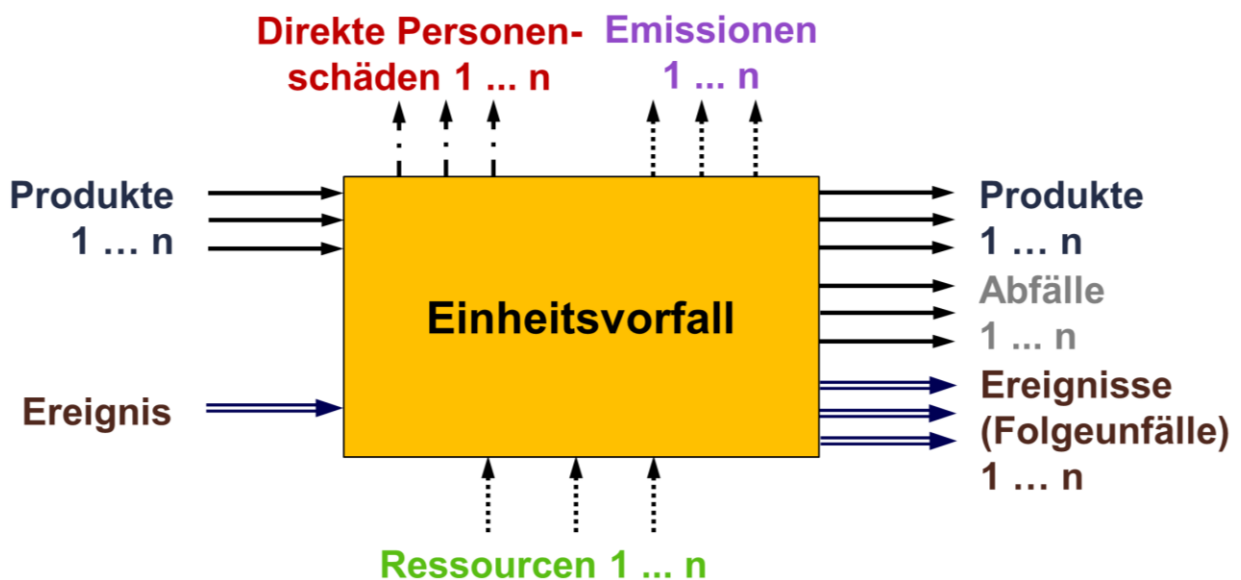 Direkte Personen-
schäden 1 ... n
Emissionen
1 ... n
Produkte
1 ... n
Produkte
1 ... n
Abfälle
1 ... n
Einheitsvorfall
Ereignis
Ereignisse
(Folgeunfälle)
1 ... n
Ressourcen 1 ... n